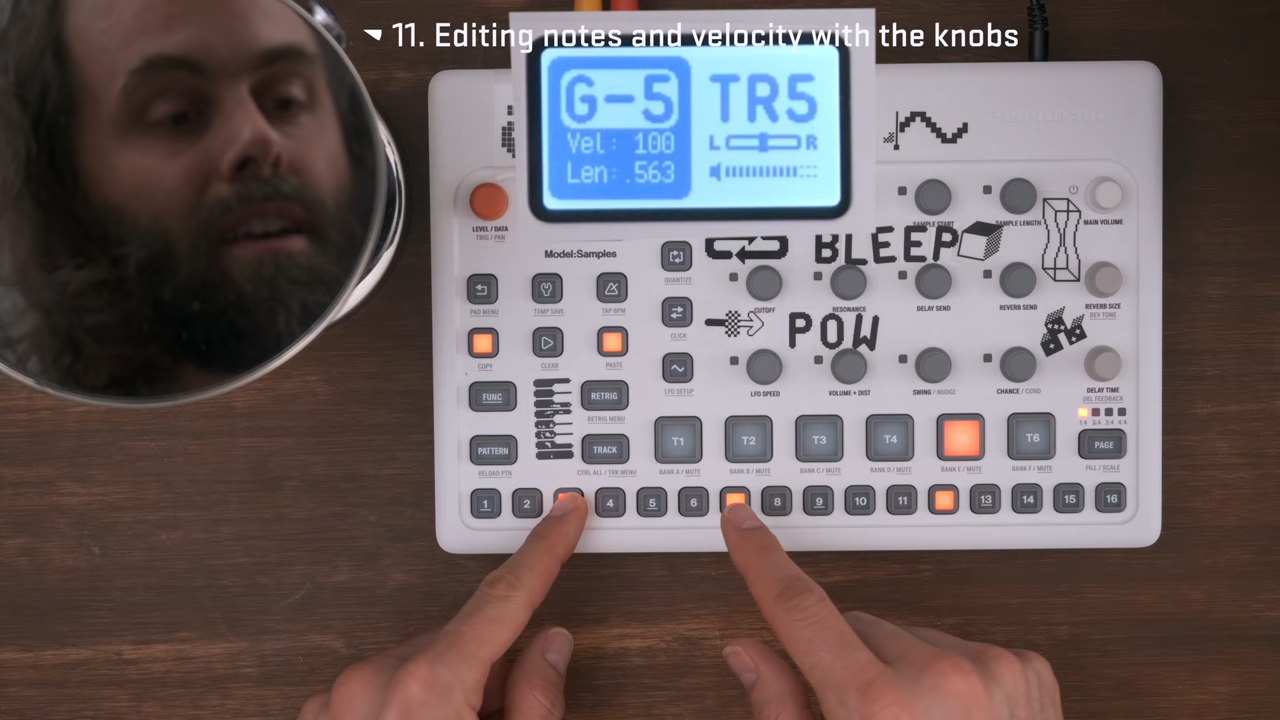 11. Editing notes and velocity with the knobs
G-5
Vel: 100
Len: .563
TR5
L R
LEVEL / DATA
TRIG / PAN
Model:Samples
SAMPLE START
SAMPLE LENGTH
MAIN VOLUME
BLEEP
PAD MENU
TEMP SAVE
TAP BPM
QUANTIZE
CUTOFF
RESONANCE
DELAY SEND
REVERB SEND
REVERB SIZE
REV TONE
POW
COPY
CLEAR
PASTE
CLICK
LFO SETUP
LFO SPEED
VOLUME + DIST
SWING / NUDGE
CHANCE / COND
DELAY TIME
DEL FEEDBACK
1:4 2:4 3:4 4:4
FUNC
RETRIG
RETRIG MENU
PATTERN
RELOAD PTN
TRACK
CTRL ALL / TRK MENU
T1 T2 T3 T4 T6
PAGE
BANK A / MUTE
BANK B / MUTE
BANK C / MUTE
BANK D / MUTE
BANK E / MUTE
BANK F / MUTE
FILL / SCALE
1 2 4 5 6 8 9 10 11 13 14 15 16